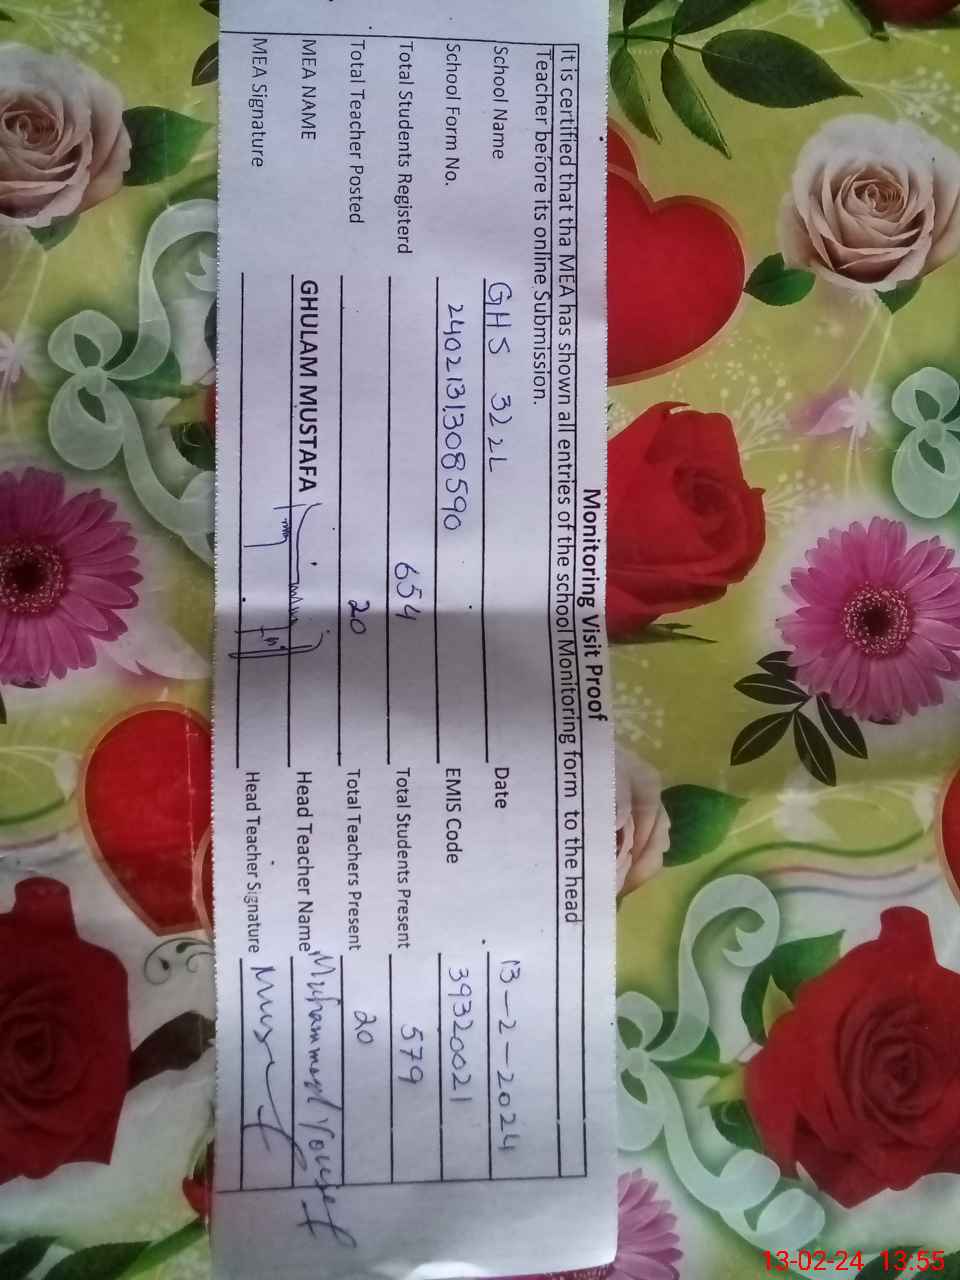 Monitoring Visit Proof
It is certified that tha MEA has shown all entries of the school Monitoring form to the head
Teacher before its online Submission.
School Name GHS 32 2L Date 13-2-2024
School Form No. 2402131308590 EMIS Code 39320021
Total Students Registerd 654 Total Students Present 579
Total Teacher Posted 20 Total Teachers Present 20
MEA NAME GHULAM MUSTAFA Head Teacher Name Muhammad Yousef
MEA Signature Head Teacher Signature
13-02-24 13:55